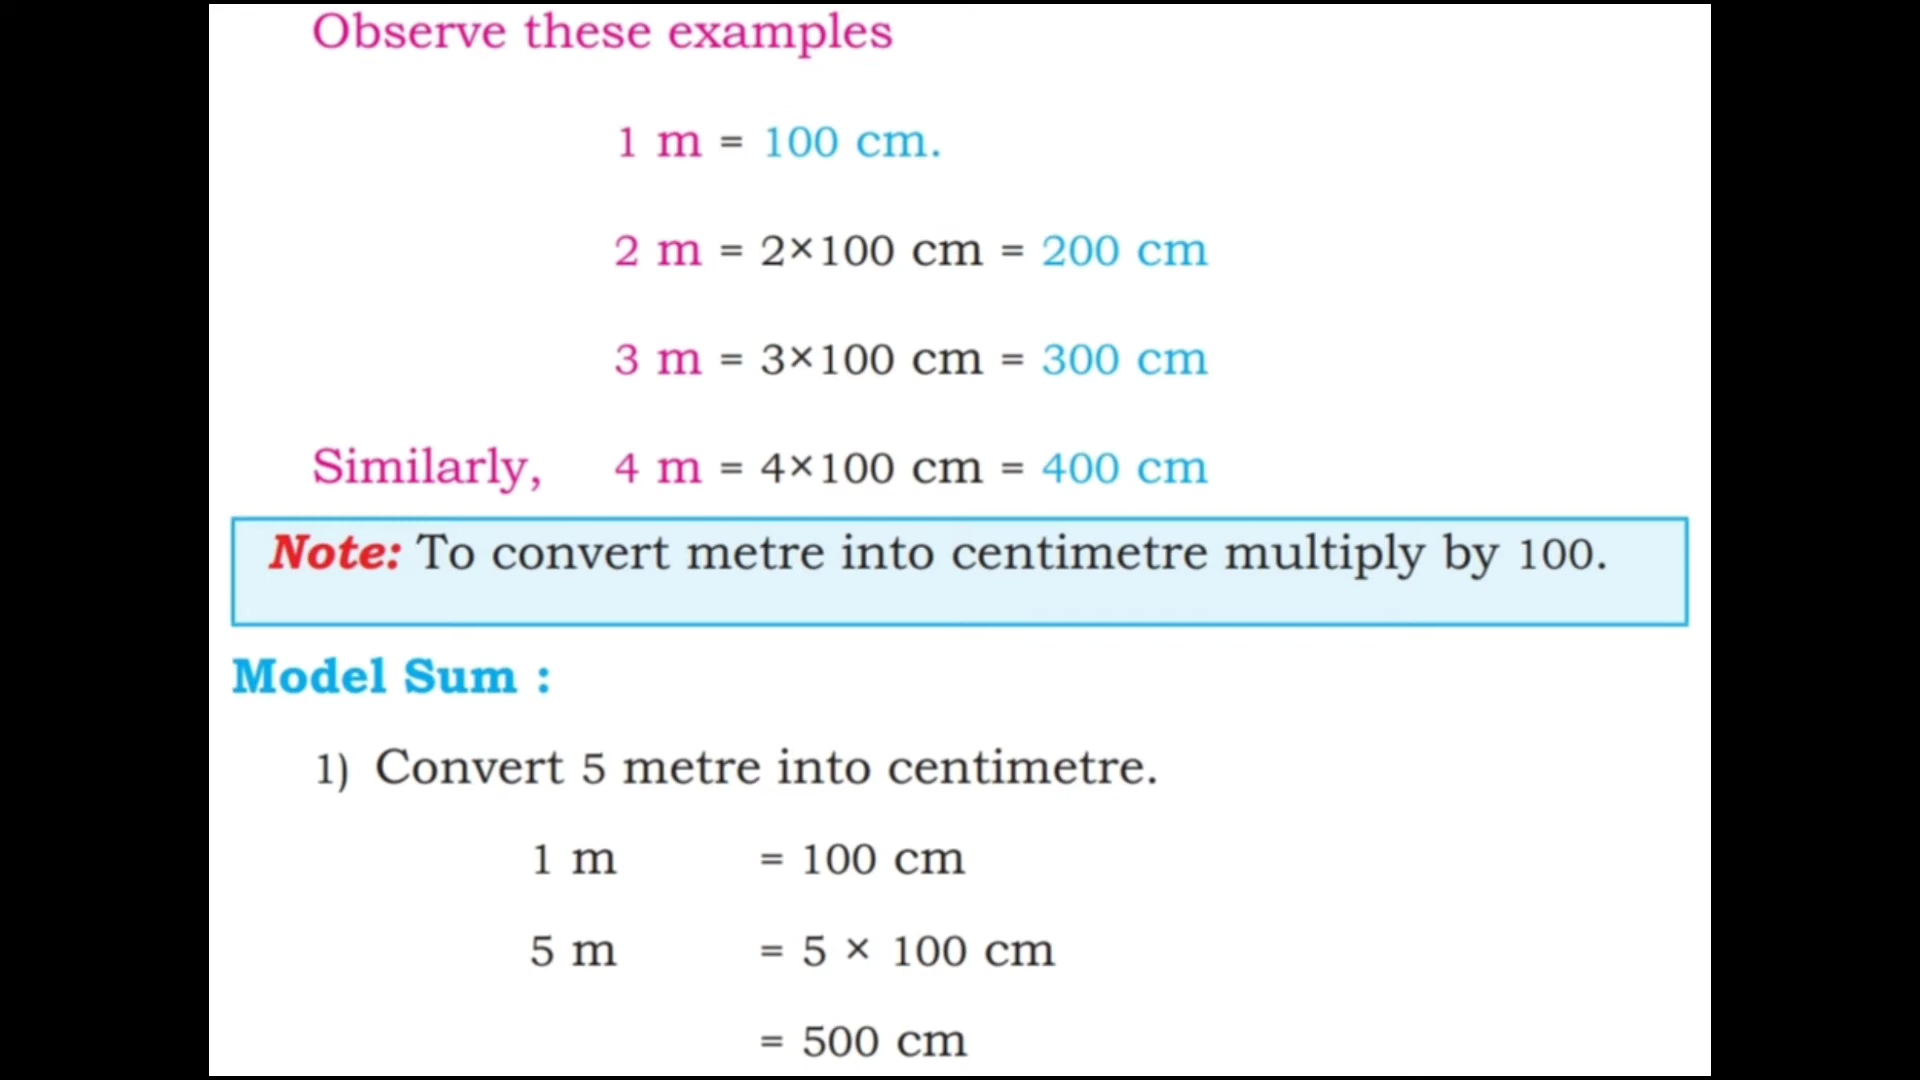 Observe these examples
1 m = 100 cm.
2 m = 2×100 cm = 200 cm
3 m = 3×100 cm = 300 cm
Similarly, 4 m = 4×100 cm = 400 cm
Note: To convert metre into centimetre multiply by 100.
Model Sum :
1) Convert 5 metre into centimetre.
1 m = 100 cm
5 m = 5 × 100 cm
= 500 cm